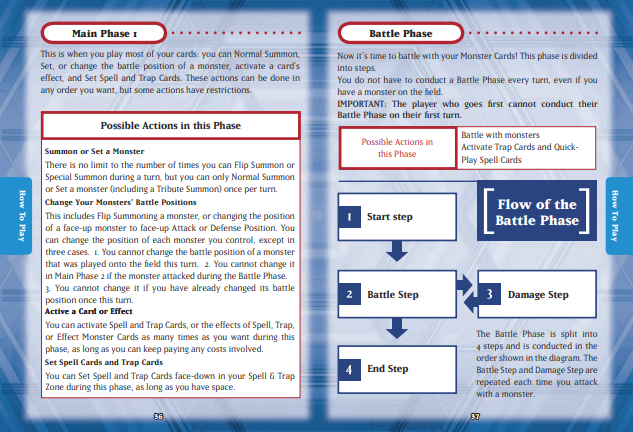 Main Phase 1
This is when you play most of your cards: you can Normal Summon,
Set, or change the battle position of a monster, activate a card's
effect, and Set Spell and Trap Cards. These actions can be done in
any order you want, but some actions have restrictions.
Possible Actions in this Phase
Summon or Set a Monster
There is no limit to the number of times you can Flip Summon or
Special Summon during a turn, but you can only Normal Summon
or Set a monster (including a Tribute Summon) once per turn.
Change Your Monsters' Battle Positions
This includes Flip Summoning a monster, or changing the position
of a face-up monster to face-up Attack or Defense Position. You
can change the position of each monster you control, except in
three cases. 1. You cannot change the battle position of a monster
that was played onto the field this turn. 2. You cannot change it
in Main Phase 2 if the monster attacked during the Battle Phase.
3. You cannot change it if you have already changed its battle
position once this turn.
Active a Card or Effect
You can activate Spell and Trap Cards, or the effects of Spell, Trap,
or Effect Monster Cards as many times as you want during this
phase, as long as you can keep paying any costs involved.
Set Spell Cards and Trap Cards
You can Set Spell and Trap Cards face-down in your Spell & Trap
Zone during this phase, as long as you have space.
How To Play
36
Battle Phase
Now it's time to battle with your Monster Cards! This phase is divided
into steps.
You do not have to conduct a Battle Phase every turn, even if you
have a monster on the field.
IMPORTANT: The player who goes first cannot conduct their
Battle Phase on their first turn.
Possible Actions in
this Phase
Battle with monsters
Activate Trap Cards and Quick-
Play Spell Cards
Flow of the
Battle Phase
1 Start step
2 Battle Step
3 Damage Step
4 End Step
The Battle Phase is split into
4 steps and is conducted in the
order shown in the diagram. The
Battle Step and Damage Step are
repeated each time you attack
with a monster.
How To Play
37